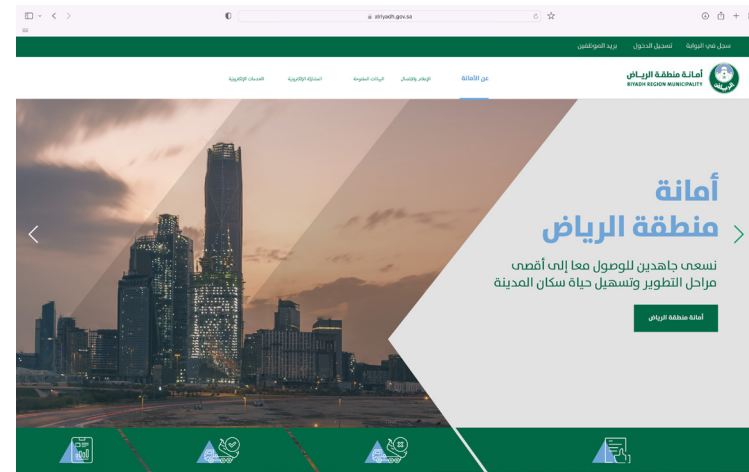 alriyadh.gov.sa
سجل في البوابة تسجيل الدخول بريد الموظفين
أمانة منطقة الرياض
RIYADH REGION MUNICIPALITY
الرياض
عن الأمانة الإعلام والاتصال البيانات المفتوحة المشاركة الإلكترونية الخدمات الإلكترونية
أمانة
منطقة الرياض
نسعى جاهدين للوصول معا إلى أقصى
مراحل التطوير وتسهيل حياة سكان المدينة
أمانة منطقة الرياض